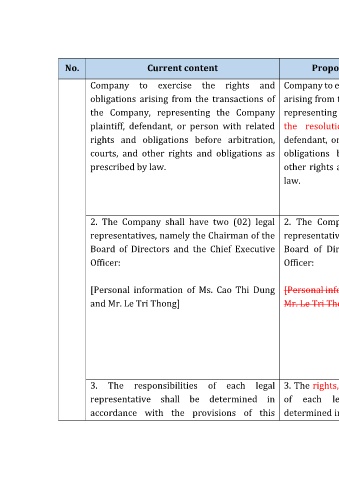 No. Current content Propo
Company to exercise the rights and
obligations arising from the transactions of
the Company, representing the Company
plaintiff, defendant, or person with related
rights and obligations before arbitration,
courts, and other rights and obligations as
prescribed by law.
Company to e
arising from t
representing
the resoluti
defendant, or
obligations b
other rights a
law.
2. The Company shall have two (02) legal
representatives, namely the Chairman of the
Board of Directors and the Chief Executive
Officer:
[Personal information of Ms. Cao Thi Dung
and Mr. Le Tri Thong]
2. The Comp
representativ
Board of Dir
Officer:
[Personal info
Mr. Le Tri Tho
3. The responsibilities of each legal
representative shall be determined in
accordance with the provisions of this
3. The rights,
of each le
determined in